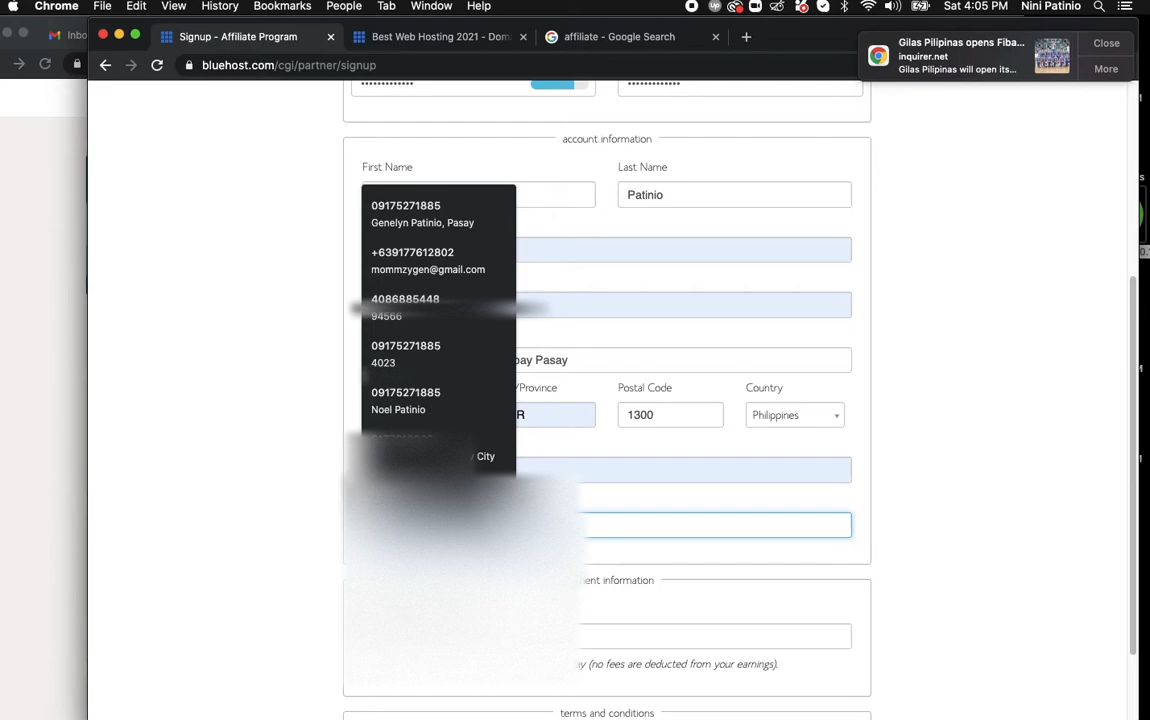 Chrome File Edit View History Bookmarks People Tab Window Help Sat 4:05 PM Nini Patinio
Inbo
Signup - Affiliate Program
Best Web Hosting 2021 - Dom
affiliate - Google Search
bluehost.com/cgi/partner/signup
Gilas Pilipinas opens Fiba...
inquirer.net
Gilas Pilipinas will open its...
Close
More
account information
First Name
Last Name
Patinio
09175271885
Genelyn Patinio, Pasay
+639177612802
mommzygen@gmail.com
4086885448
94566
09175271885
4023
09175271885
Noel Patinio
City
pay Pasay
/Province
Postal Code
Country
R
1300
Philippines
ent information
(no fees are deducted from your earnings).
terms and conditions